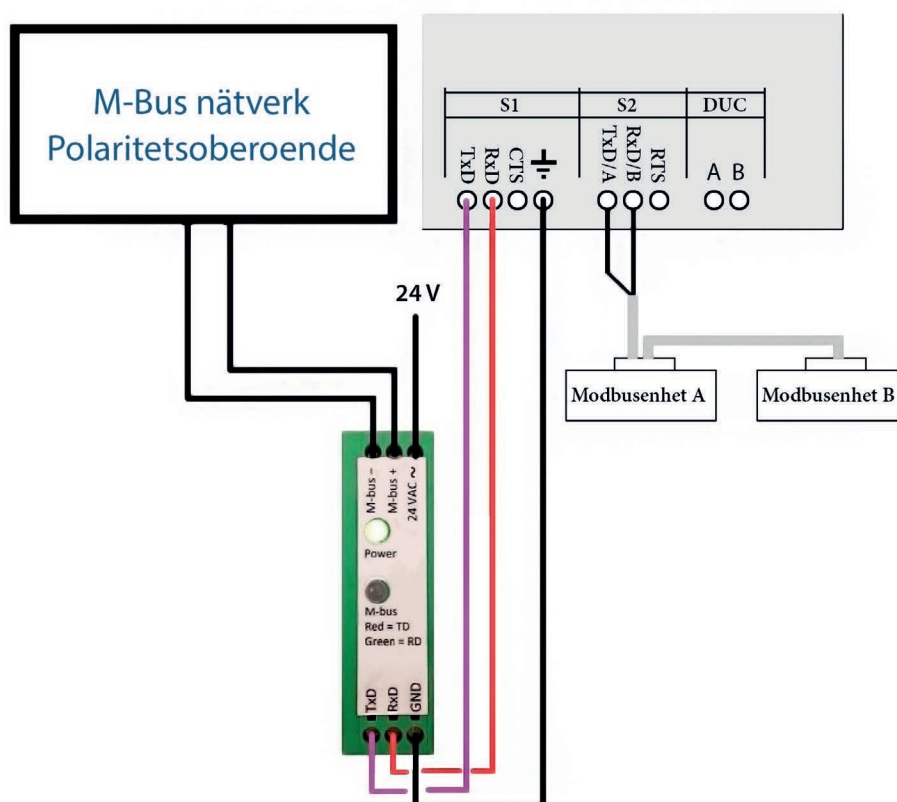 M-Bus nätverk
Polaritetsoberoende
S1
S2
DUC
TxD
RxD
CTS
TxD/A
RxD/B
RTS
A B
24 V
Modbusenhet A
Modbusenhet B
M-bus –
M-bus +
24 VAC ~
Power
M-bus
Red = TD
Green = RD
TxD
RxD
GND